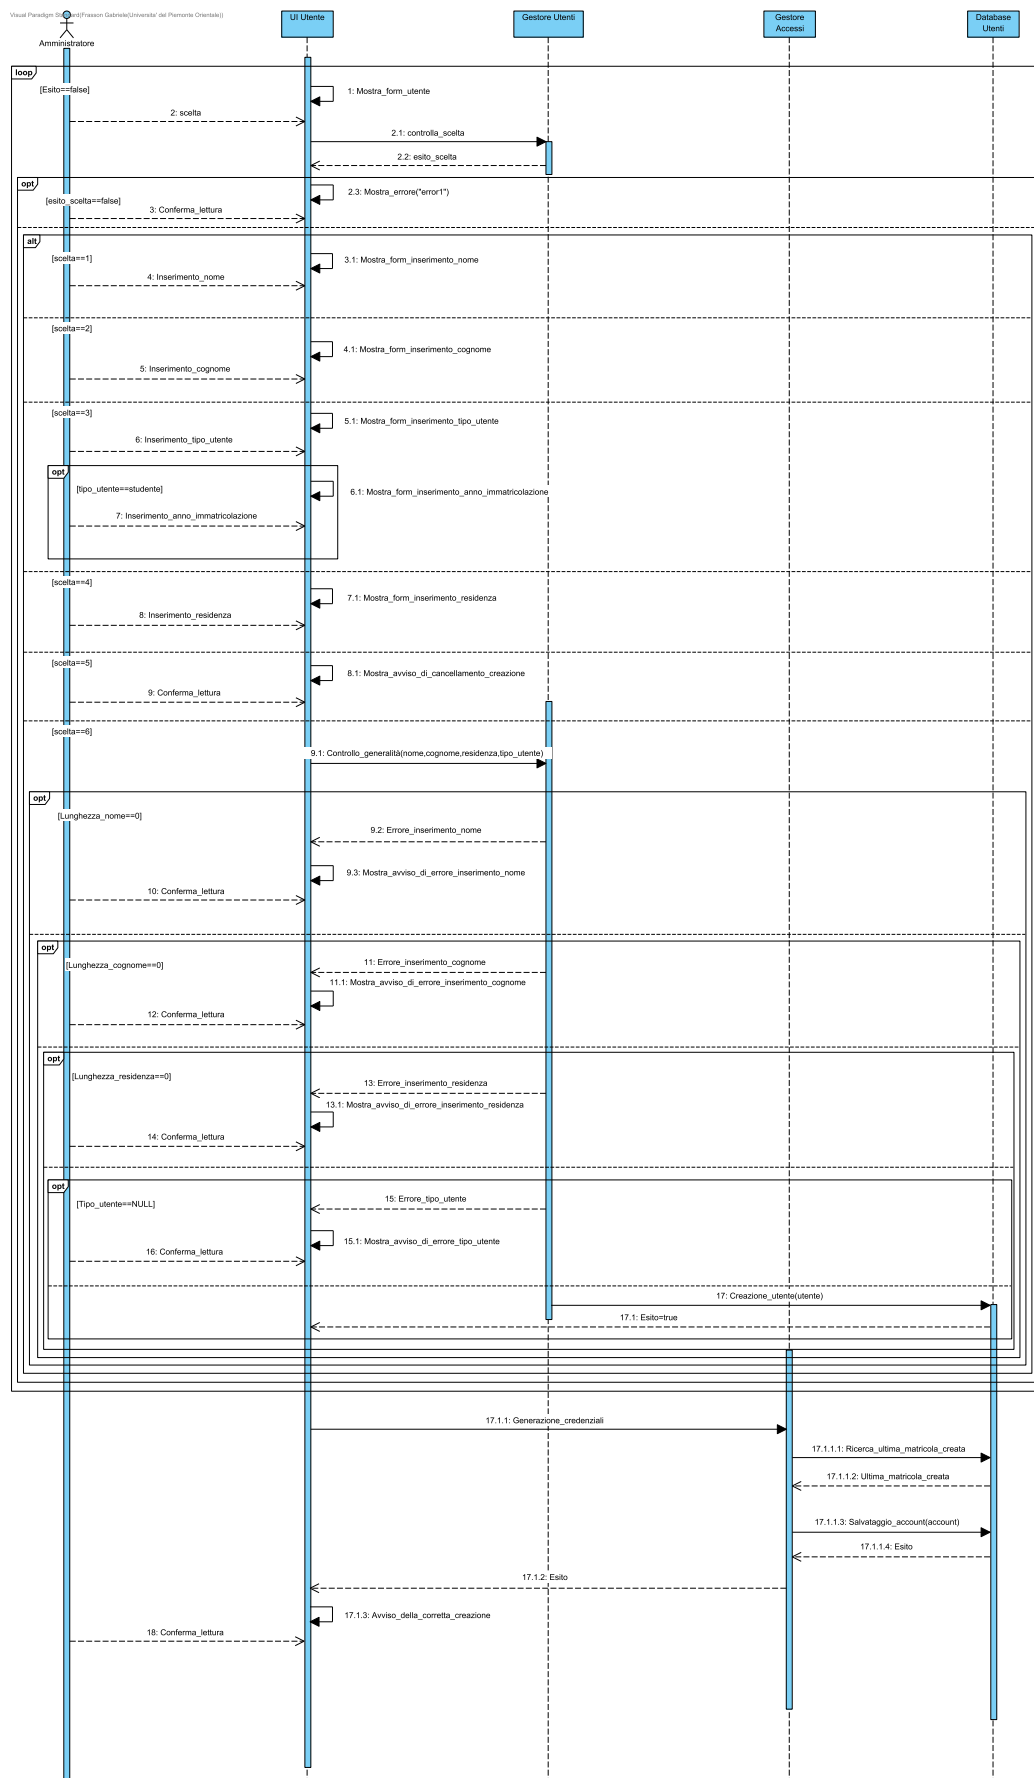 Visual Paradigm Standard(Frasson Gabriele(Universita' del Piemonte Orientale))
Amministratore
UI Utente
Gestore Utenti
Gestore
Accessi
Database
Utenti
loop
[Esito==false]
1: Mostra_form_utente
2: scelta
2.1: controlla_scelta
2.2: esito_scelta
opt
[esito_scelta==false]
2.3: Mostra_errore("error1")
3: Conferma_lettura
alt
[scelta==1]
3.1: Mostra_form_inserimento_nome
4: Inserimento_nome
[scelta==2]
4.1: Mostra_form_inserimento_cognome
5: Inserimento_cognome
[scelta==3]
5.1: Mostra_form_inserimento_tipo_utente
6: Inserimento_tipo_utente
opt
[tipo_utente==studente]
6.1: Mostra_form_inserimento_anno_immatricolazione
7: Inserimento_anno_immatricolazione
[scelta==4]
7.1: Mostra_form_inserimento_residenza
8: Inserimento_residenza
[scelta==5]
8.1: Mostra_avviso_di_cancellamento_creazione
9: Conferma_lettura
[scelta==6]
9.1: Controllo_generalità(nome,cognome,residenza,tipo_utente)
opt
[Lunghezza_nome==0]
9.2: Errore_inserimento_nome
9.3: Mostra_avviso_di_errore_inserimento_nome
10: Conferma_lettura
opt
[Lunghezza_cognome==0]
11: Errore_inserimento_cognome
11.1: Mostra_avviso_di_errore_inserimento_cognome
12: Conferma_lettura
opt
[Lunghezza_residenza==0]
13: Errore_inserimento_residenza
13.1: Mostra_avviso_di_errore_inserimento_residenza
14: Conferma_lettura
opt
[Tipo_utente==NULL]
15: Errore_tipo_utente
15.1: Mostra_avviso_di_errore_tipo_utente
16: Conferma_lettura
17: Creazione_utente(utente)
17.1: Esito=true
17.1.1: Generazione_credenziali
17.1.1.1: Ricerca_ultima_matricola_creata
17.1.1.2: Ultima_matricola_creata
17.1.1.3: Salvataggio_account(account)
17.1.1.4: Esito
17.1.2: Esito
17.1.3: Avviso_della_corretta_creazione
18: Conferma_lettura